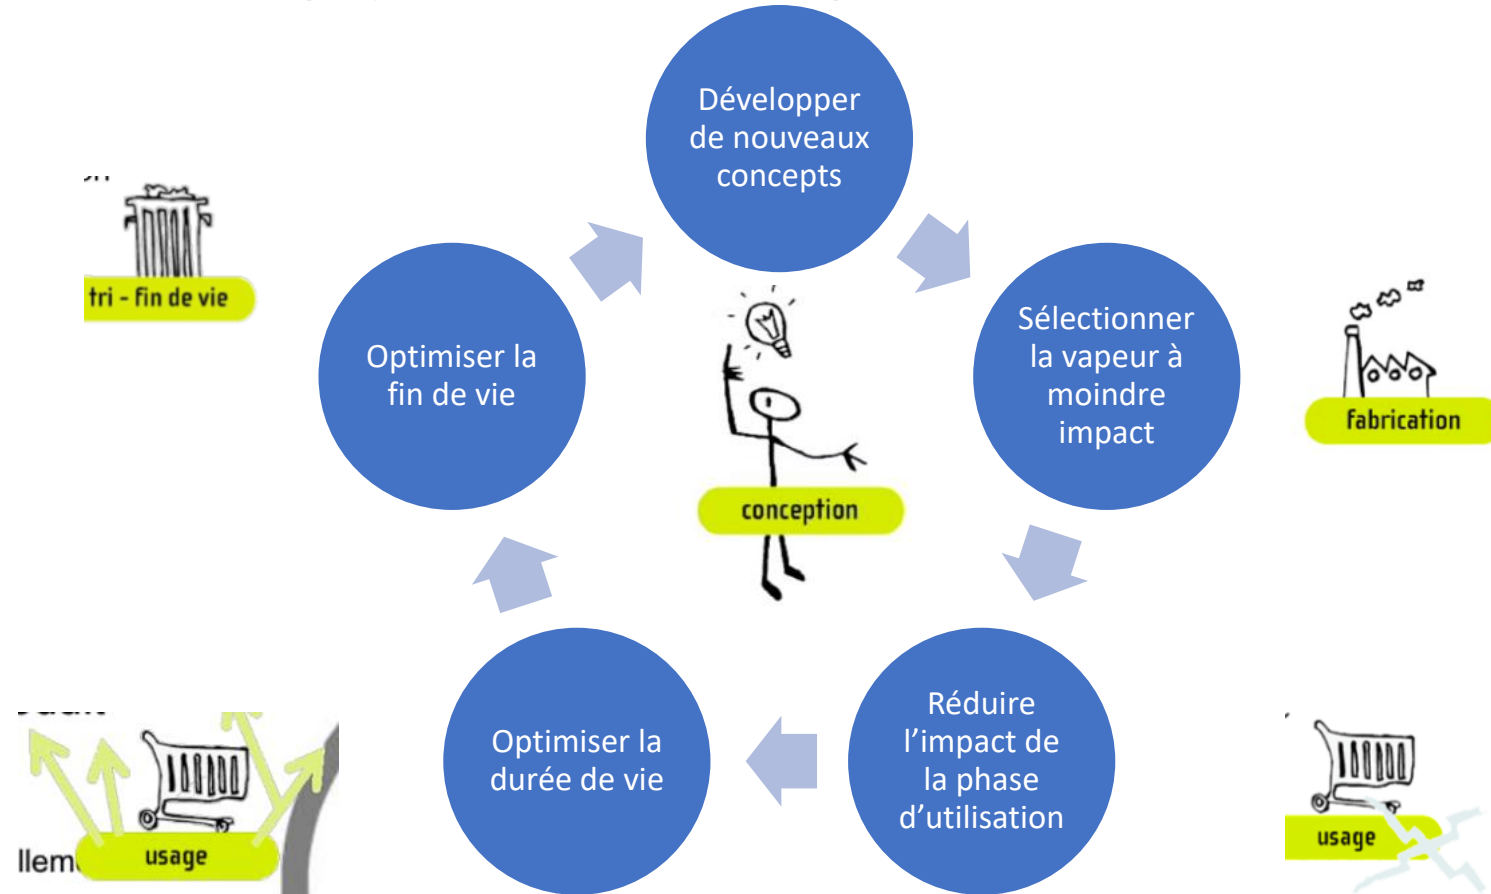 Développer
de nouveaux
concepts
Sélectionner
la vapeur à
moindre
impact
fabrication
Réduire
l’impact de
la phase
d’utilisation
usage
Optimiser la
durée de vie
usage
Optimiser la
fin de vie
tri - fin de vie
conception